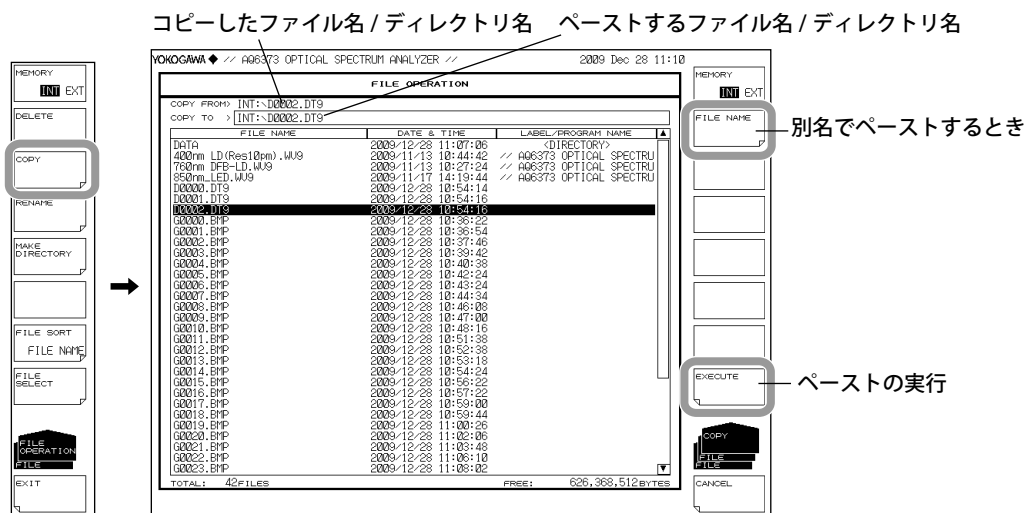 コピーしたファイル名 / ディレクトリ名 ペーストするファイル名 / ディレクトリ名
MEMORY
INT EXT
DELETE
COPY
RENAME
MAKE
DIRECTORY
FILE SORT
FILE NAME
FILE
SELECT
FILE
OPERATION
FILE
EXIT
➡
YOKOGAWA ◆ // AQ6373 OPTICAL SPECTRUM ANALYZER // 2009 Dec 28 11:10
FILE OPERATION
COPY FROM> INT:\D0002.DT9
COPY TO > INT:\D0002.DT9
FILE NAME DATE & TIME LABEL/PROGRAM NAME
DATA 2009/12/28 11:07:06 <DIRECTORY>
400nm LD(Res10pm).WU9 2009/11/13 10:44:42 // AQ6373 OPTICAL SPECTRU
760nm DFB-LD.WU9 2009/11/13 10:27:24 // AQ6373 OPTICAL SPECTRU
850nm_LED.WU9 2009/11/17 14:19:44 // AQ6373 OPTICAL SPECTRU
D0000.DT9 2009/12/28 10:54:14
D0001.DT9 2009/12/28 10:54:16
D0002.DT9 2009/12/28 10:54:16
G0000.BMP 2009/12/28 10:36:22
G0001.BMP 2009/12/28 10:36:54
G0002.BMP 2009/12/28 10:37:46
G0003.BMP 2009/12/28 10:39:42
G0004.BMP 2009/12/28 10:40:38
G0005.BMP 2009/12/28 10:42:24
G0006.BMP 2009/12/28 10:43:24
G0007.BMP 2009/12/28 10:44:34
G0008.BMP 2009/12/28 10:46:08
G0009.BMP 2009/12/28 10:47:00
G0010.BMP 2009/12/28 10:48:16
G0011.BMP 2009/12/28 10:51:38
G0012.BMP 2009/12/28 10:52:38
G0013.BMP 2009/12/28 10:53:18
G0014.BMP 2009/12/28 10:54:24
G0015.BMP 2009/12/28 10:56:22
G0016.BMP 2009/12/28 10:57:22
G0017.BMP 2009/12/28 10:59:00
G0018.BMP 2009/12/28 10:59:44
G0019.BMP 2009/12/28 11:00:26
G0020.BMP 2009/12/28 11:02:06
G0021.BMP 2009/12/28 11:03:48
G0022.BMP 2009/12/28 11:06:10
G0023.BMP 2009/12/28 11:08:02
TOTAL: 42FILES FREE: 626,368,512BYTES
MEMORY
INT EXT
FILE NAME
別名でペーストするとき
EXECUTE
ペーストの実行
COPY
FILE
FILE
CANCEL